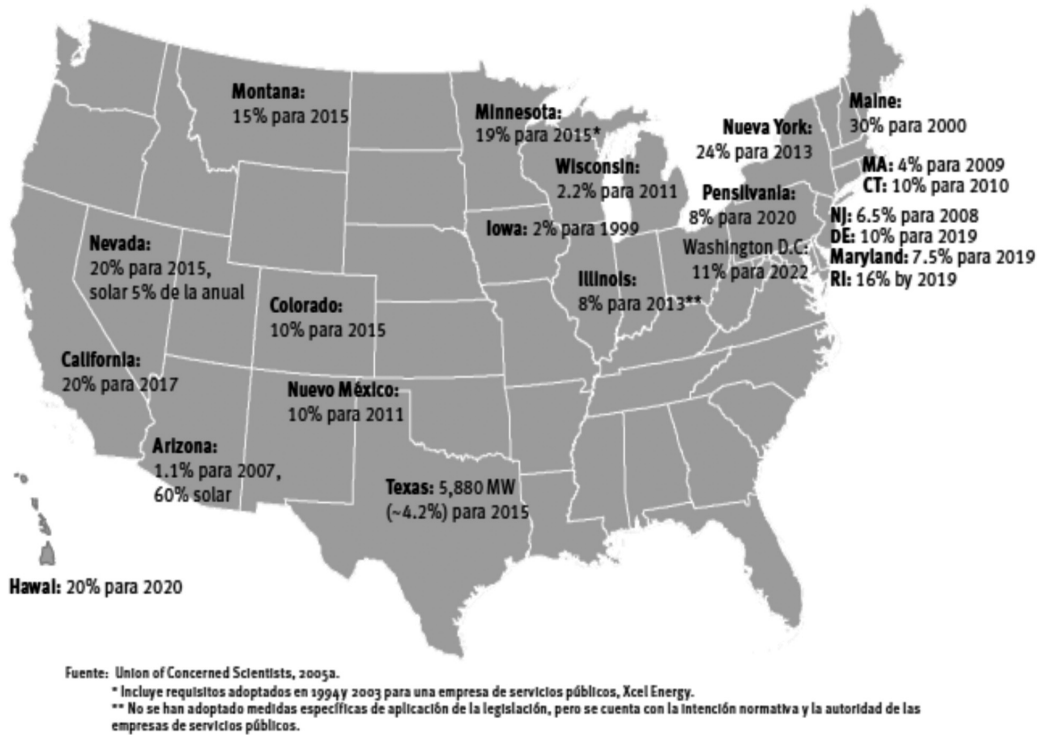 Montana:
15% para 2015
Minnesota:
19% para 2015*
Wisconsin:
2.2% para 2011
Iowa: 2% para 1999
Illinois:
8% para 2013**
Nueva York:
24% para 2013
Pensilvania:
8% para 2020
Washington D.C:
11% para 2022
Maine:
30% para 2000
MA: 4% para 2009
CT: 10% para 2010
NJ: 6.5% para 2008
DE: 10% para 2019
Maryland: 7.5% para 2019
RI: 16% by 2019
Nevada:
20% para 2015,
solar 5% de la anual
Colorado:
10% para 2015
California:
20% para 2017
Nuevo México:
10% para 2011
Arizona:
1.1% para 2007,
60% solar
Texas: 5,880 MW
(~4.2%) para 2015
Hawai: 20% para 2020
Fuente: Union of Concerned Scientists, 2005a.
* Incluye requisitos adoptados en 1994 y 2003 para una empresa de servicios públicos, Xcel Energy.
** No se han adoptado medidas específicas de aplicación de la legislación, pero se cuenta con la intención normativa y la autoridad de las
empresas de servicios públicos.